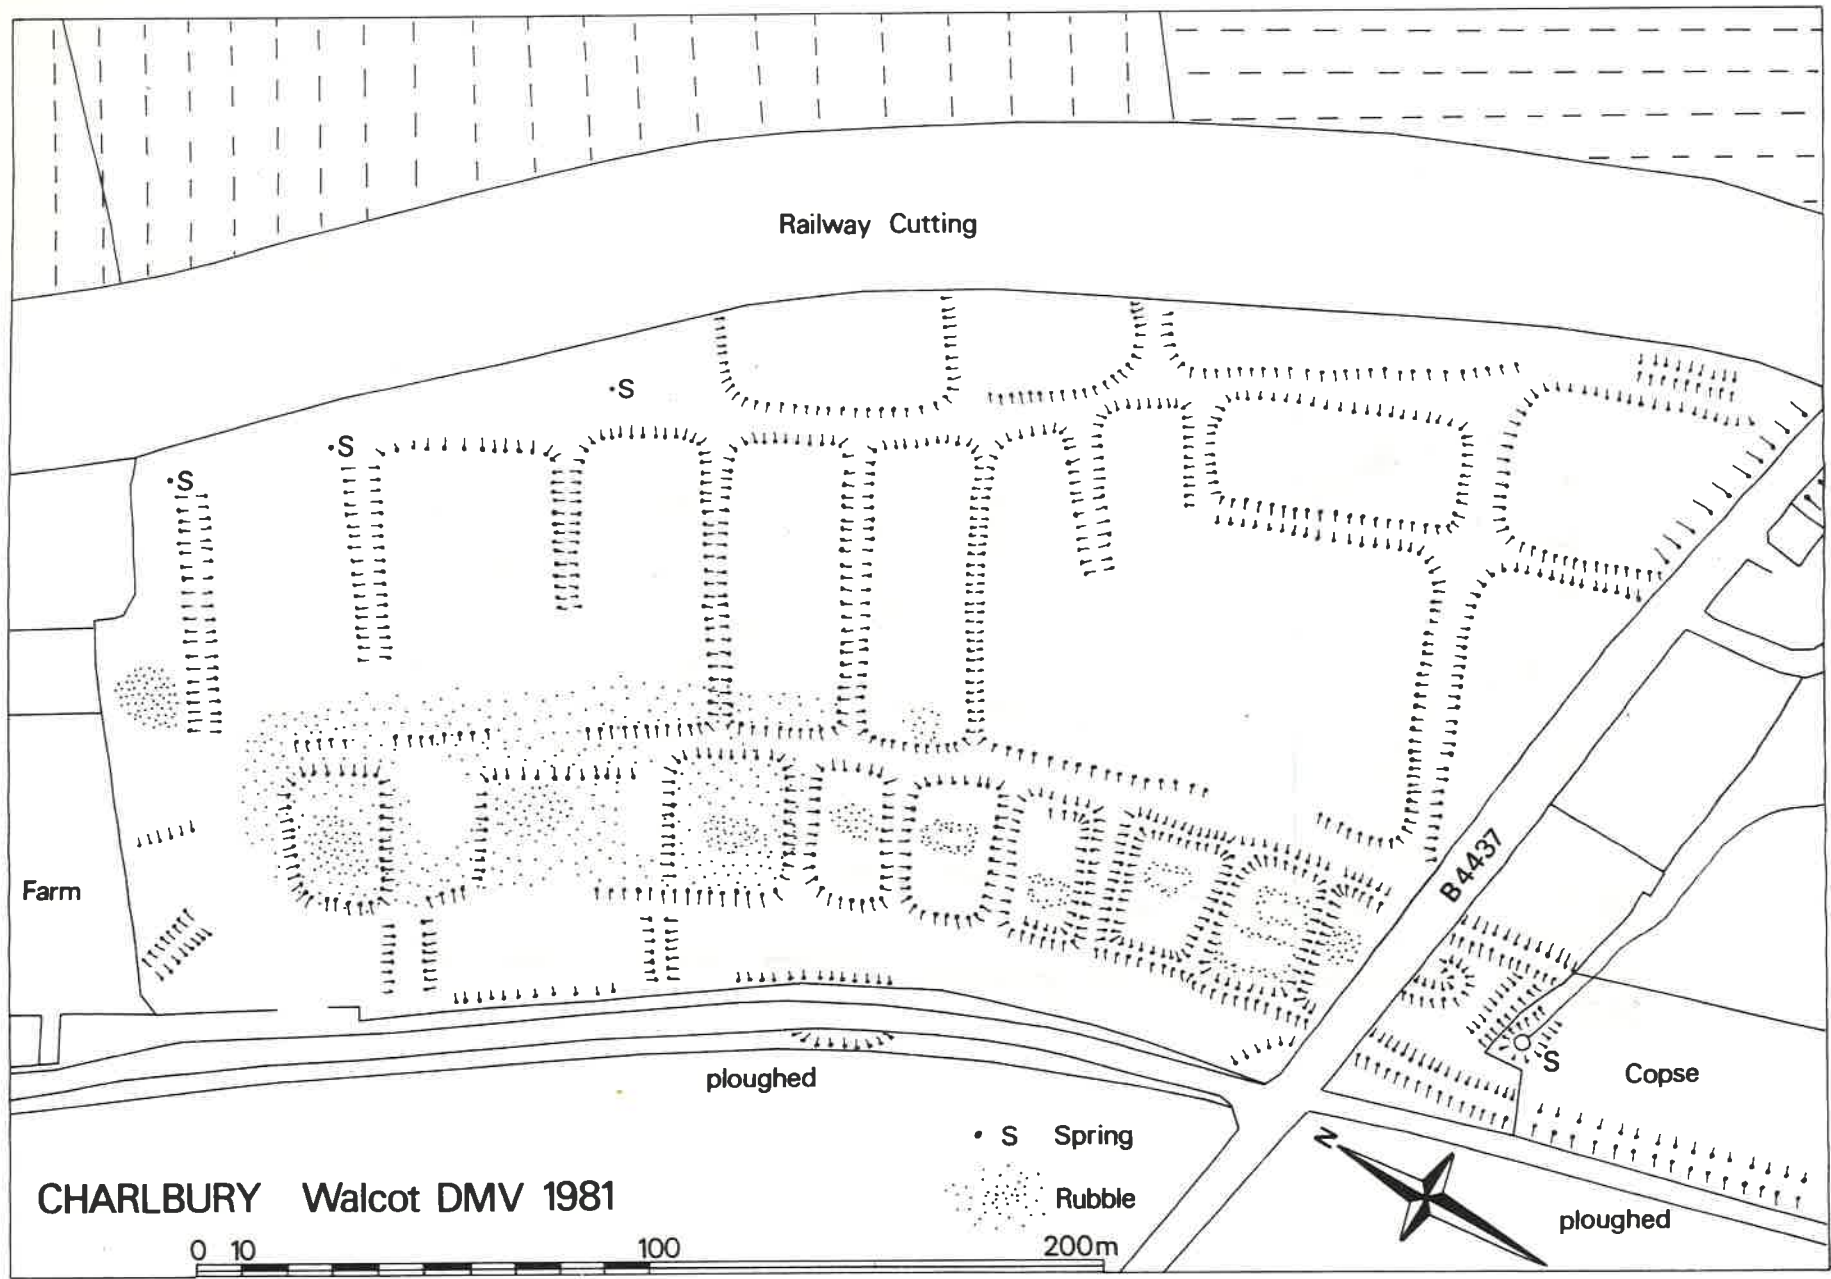 Railway Cutting
S
S
S
Farm
B4437
S
Copse
ploughed
S Spring
N
CHARLBURY Walcot DMV 1981
Rubble
ploughed
0 10 100 200m